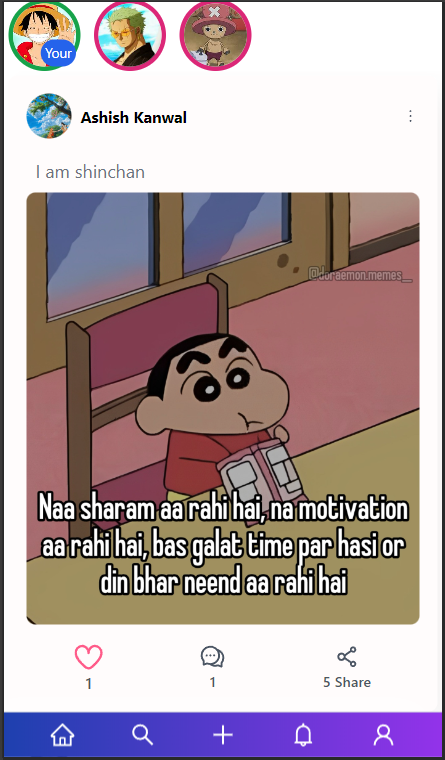 Your
Ashish Kanwal
I am shinchan
@doraemon.memes__
Naa sharam aa rahi hai, na motivation
aa rahi hai, bas galat time par hasi or
din bhar neend aa rahi hai
1
1
5 Share